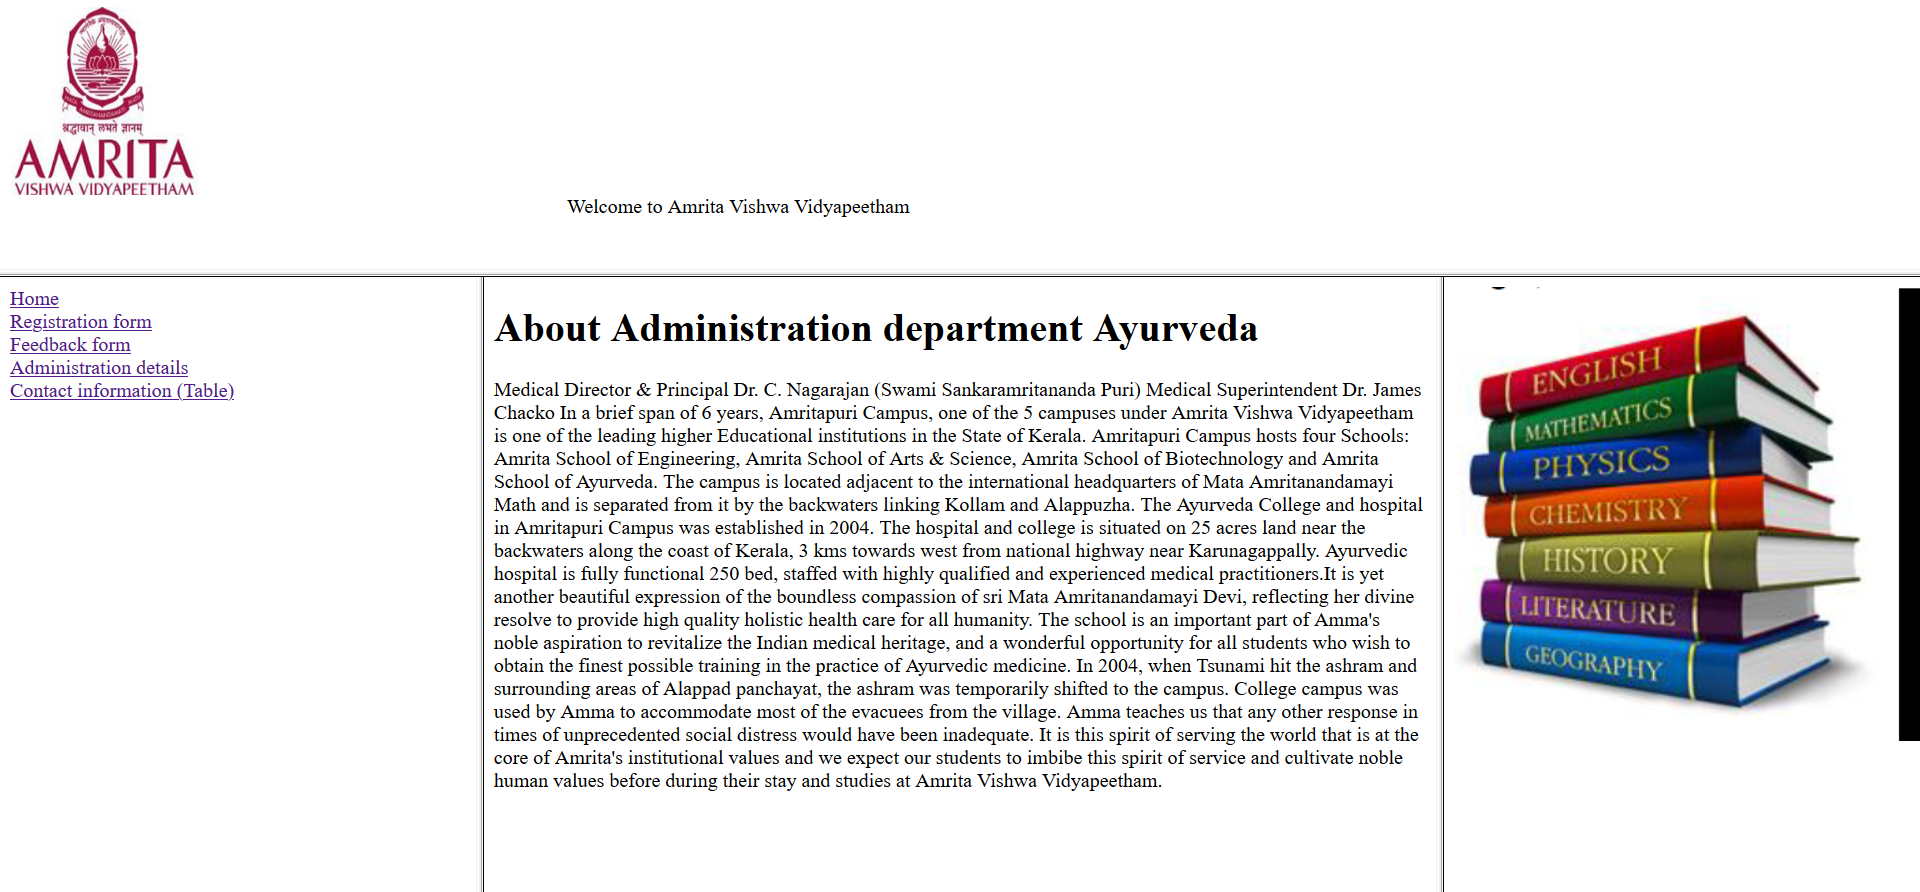 श्रद्धावान् लभते ज्ञानम्
AMRITA
VISHWA VIDYAPEETHAM
Welcome to Amrita Vishwa Vidyapeetham
Home
Registration form
Feedback form
Administration details
Contact information (Table)
About Administration department Ayurveda
Medical Director & Principal Dr. C. Nagarajan (Swami Sankaramritananda Puri) Medical Superintendent Dr. James
Chacko In a brief span of 6 years, Amritapuri Campus, one of the 5 campuses under Amrita Vishwa Vidyapeetham
is one of the leading higher Educational institutions in the State of Kerala. Amritapuri Campus hosts four Schools:
Amrita School of Engineering, Amrita School of Arts & Science, Amrita School of Biotechnology and Amrita
School of Ayurveda. The campus is located adjacent to the international headquarters of Mata Amritanandamayi
Math and is separated from it by the backwaters linking Kollam and Alappuzha. The Ayurveda College and hospital
in Amritapuri Campus was established in 2004. The hospital and college is situated on 25 acres land near the
backwaters along the coast of Kerala, 3 kms towards west from national highway near Karunagappally. Ayurvedic
hospital is fully functional 250 bed, staffed with highly qualified and experienced medical practitioners.It is yet
another beautiful expression of the boundless compassion of sri Mata Amritanandamayi Devi, reflecting her divine
resolve to provide high quality holistic health care for all humanity. The school is an important part of Amma's
noble aspiration to revitalize the Indian medical heritage, and a wonderful opportunity for all students who wish to
obtain the finest possible training in the practice of Ayurvedic medicine. In 2004, when Tsunami hit the ashram and
surrounding areas of Alappad panchayat, the ashram was temporarily shifted to the campus. College campus was
used by Amma to accommodate most of the evacuees from the village. Amma teaches us that any other response in
times of unprecedented social distress would have been inadequate. It is this spirit of serving the world that is at the
core of Amrita's institutional values and we expect our students to imbibe this spirit of service and cultivate noble
human values before during their stay and studies at Amrita Vishwa Vidyapeetham.
ENGLISH
MATHEMATICS
PHYSICS
CHEMISTRY
HISTORY
LITERATURE
GEOGRAPHY